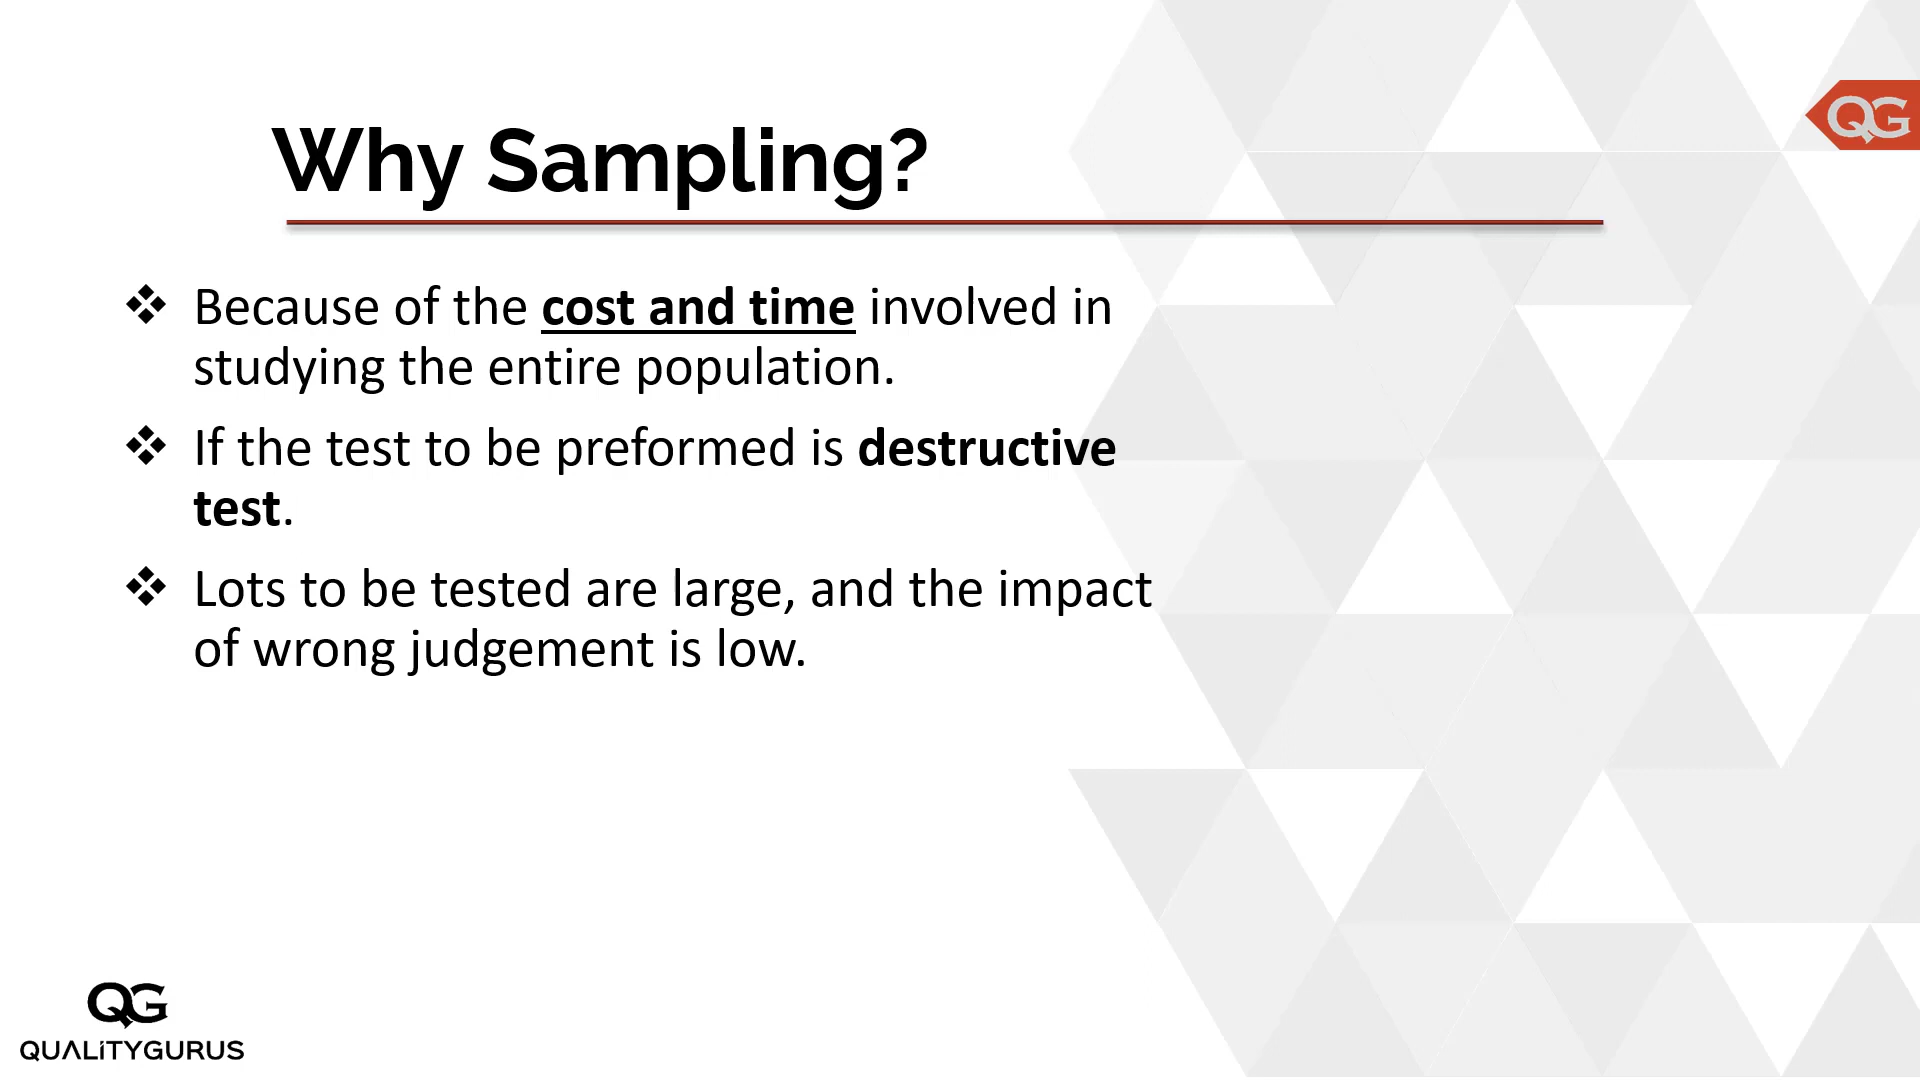 QG
Why Sampling?
❖ Because of the cost and time involved in
studying the entire population.
❖ If the test to be preformed is destructive
test.
❖ Lots to be tested are large, and the impact
of wrong judgement is low.
QG
QUALITYGURUS